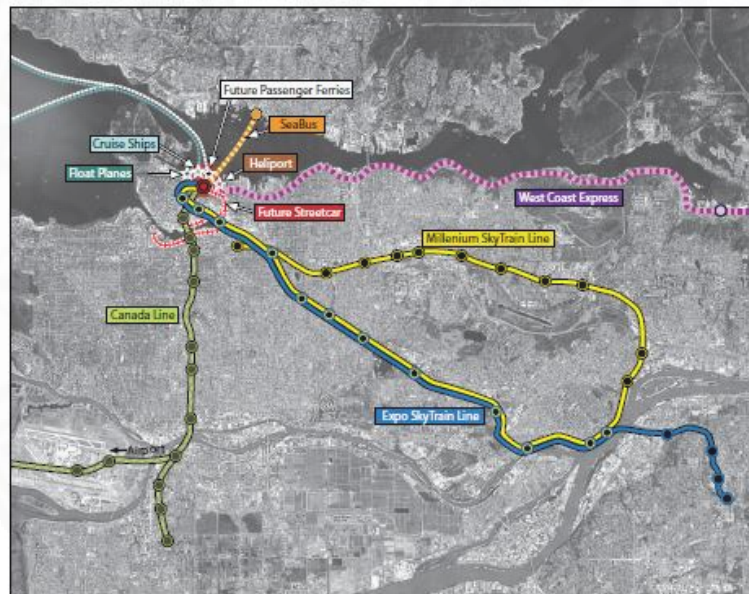 Future Passenger Ferries
SeaBus
Cruise Ships
Heliport
Float Planes
West Coast Express
Future Streetcar
Millenium SkyTrain Line
Canada Line
Expo SkyTrain Line
Airport